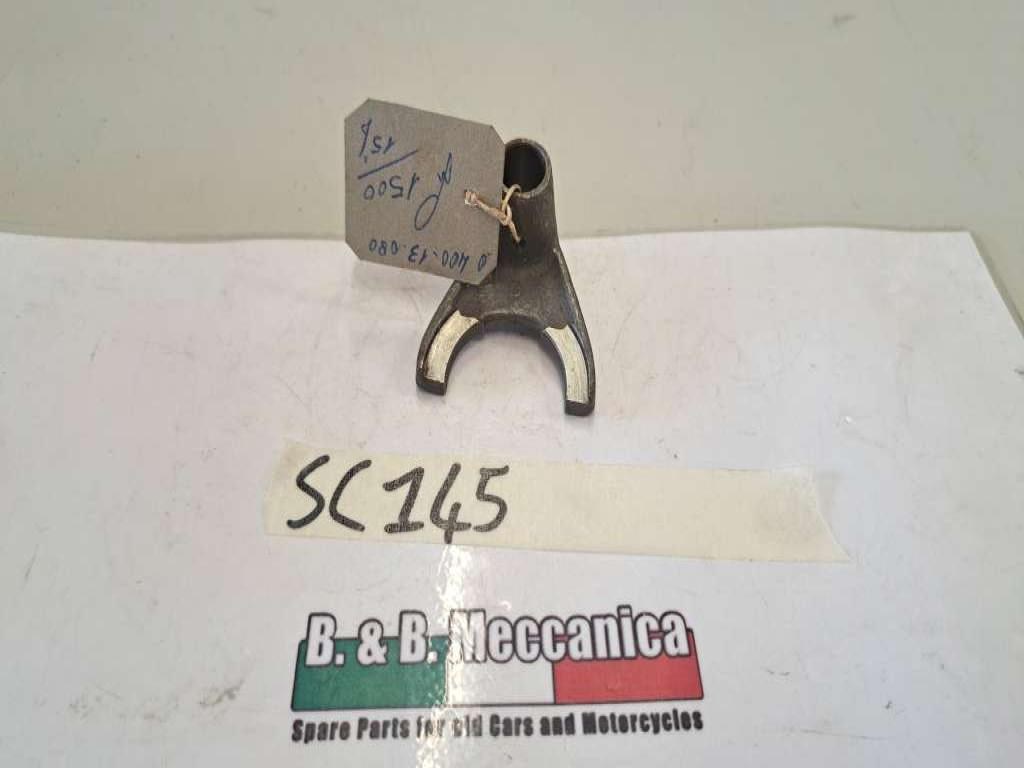 0.400.13.080
1500
15%
SC145
B. & B. Meccanica
Spare Parts for old Cars and Motorcycles